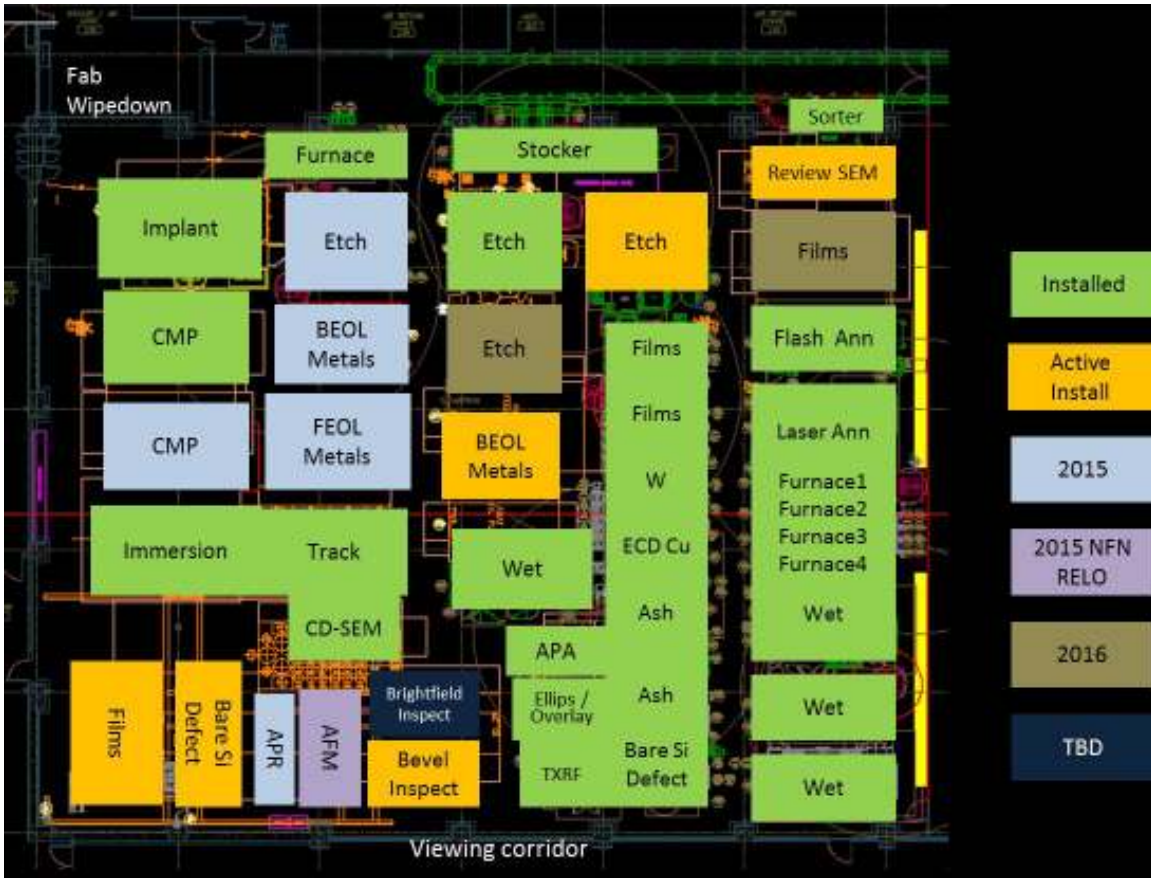 Fab
Wipedown
Sorter
Furnace
Stocker
Review SEM
Implant
Etch
Etch
Etch
Films
Installed
CMP
BEOL
Metals
Etch
Films
Flash Ann
Active
Install
Films
CMP
FEOL
Metals
BEOL
Metals
W
Laser Ann
Furnace1
Furnace2
Furnace3
Furnace4
2015
Immersion
Track
Wet
ECD Cu
2015 NFN
RELO
CD-SEM
Ash
Wet
APA
2016
Films
Bare Si
Defect
APR
AFM
Brightfield
Inspect
Ellips /
Overlay
Ash
Wet
TBD
Bevel
Inspect
TXRF
Bare Si
Defect
Wet
Viewing corridor